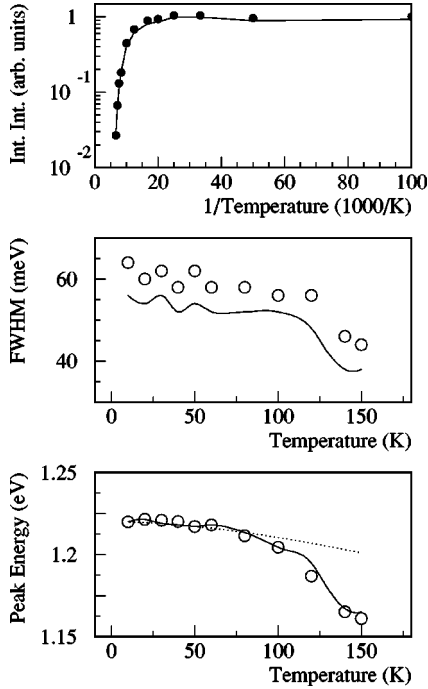 Int. Int. (arb. units)
1
10 -1
10 -2
0 20 40 60 80 100
1/Temperature (1000/K)
FWHM (meV)
60
40
0 50 100 150
Temperature (K)
Peak Energy (eV)
1.25
1.2
1.15
0 50 100 150
Temperature (K)